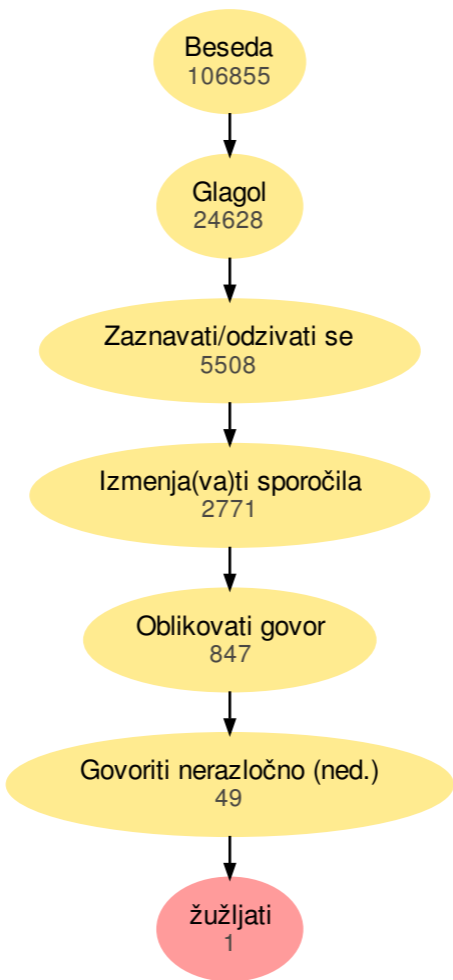 Beseda
106855
Glagol
24628
Zaznavati/odzivati se
5508
Izmenja(va)ti sporočila
2771
Oblikovati govor
847
Govoriti nerazločno (ned.)
49
žužljati
1